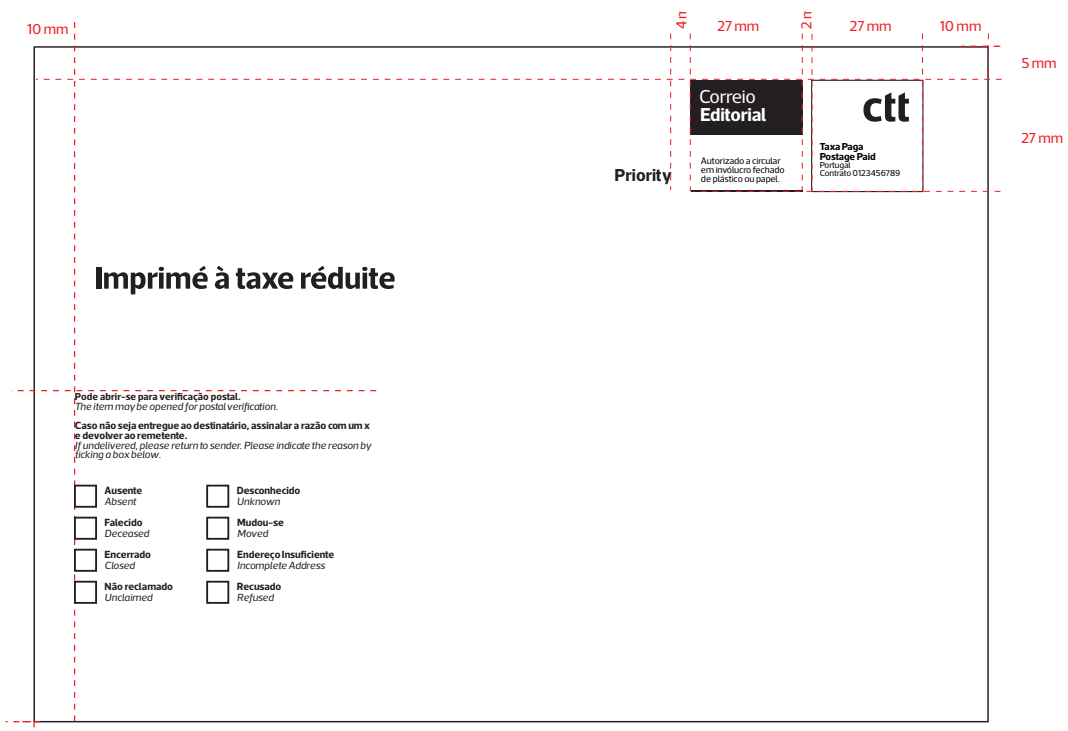 10 mm
4 m
27 mm
2 m
27 mm
10 mm
5 mm
27 mm
Correio
Editorial
Autorizado a circular
em invólucro fechado
de plástico ou papel.
ctt
Taxa Paga
Postage Paid
Portugal
Contrato 0123456789
Priority
Imprimé à taxe réduite
Pode abrir-se para verificação postal.
The item may be opened for postal verification.
Caso não seja entregue ao destinatário, assinalar a razão com um x
e devolver ao remetente.
If undelivered, please return to sender. Please indicate the reason by
ticking a box below.
Ausente
Absent
Desconhecido
Unknown
Falecido
Deceased
Mudou-se
Moved
Encerrado
Closed
Endereço Insuficiente
Incomplete Address
Não reclamado
Unclaimed
Recusado
Refused